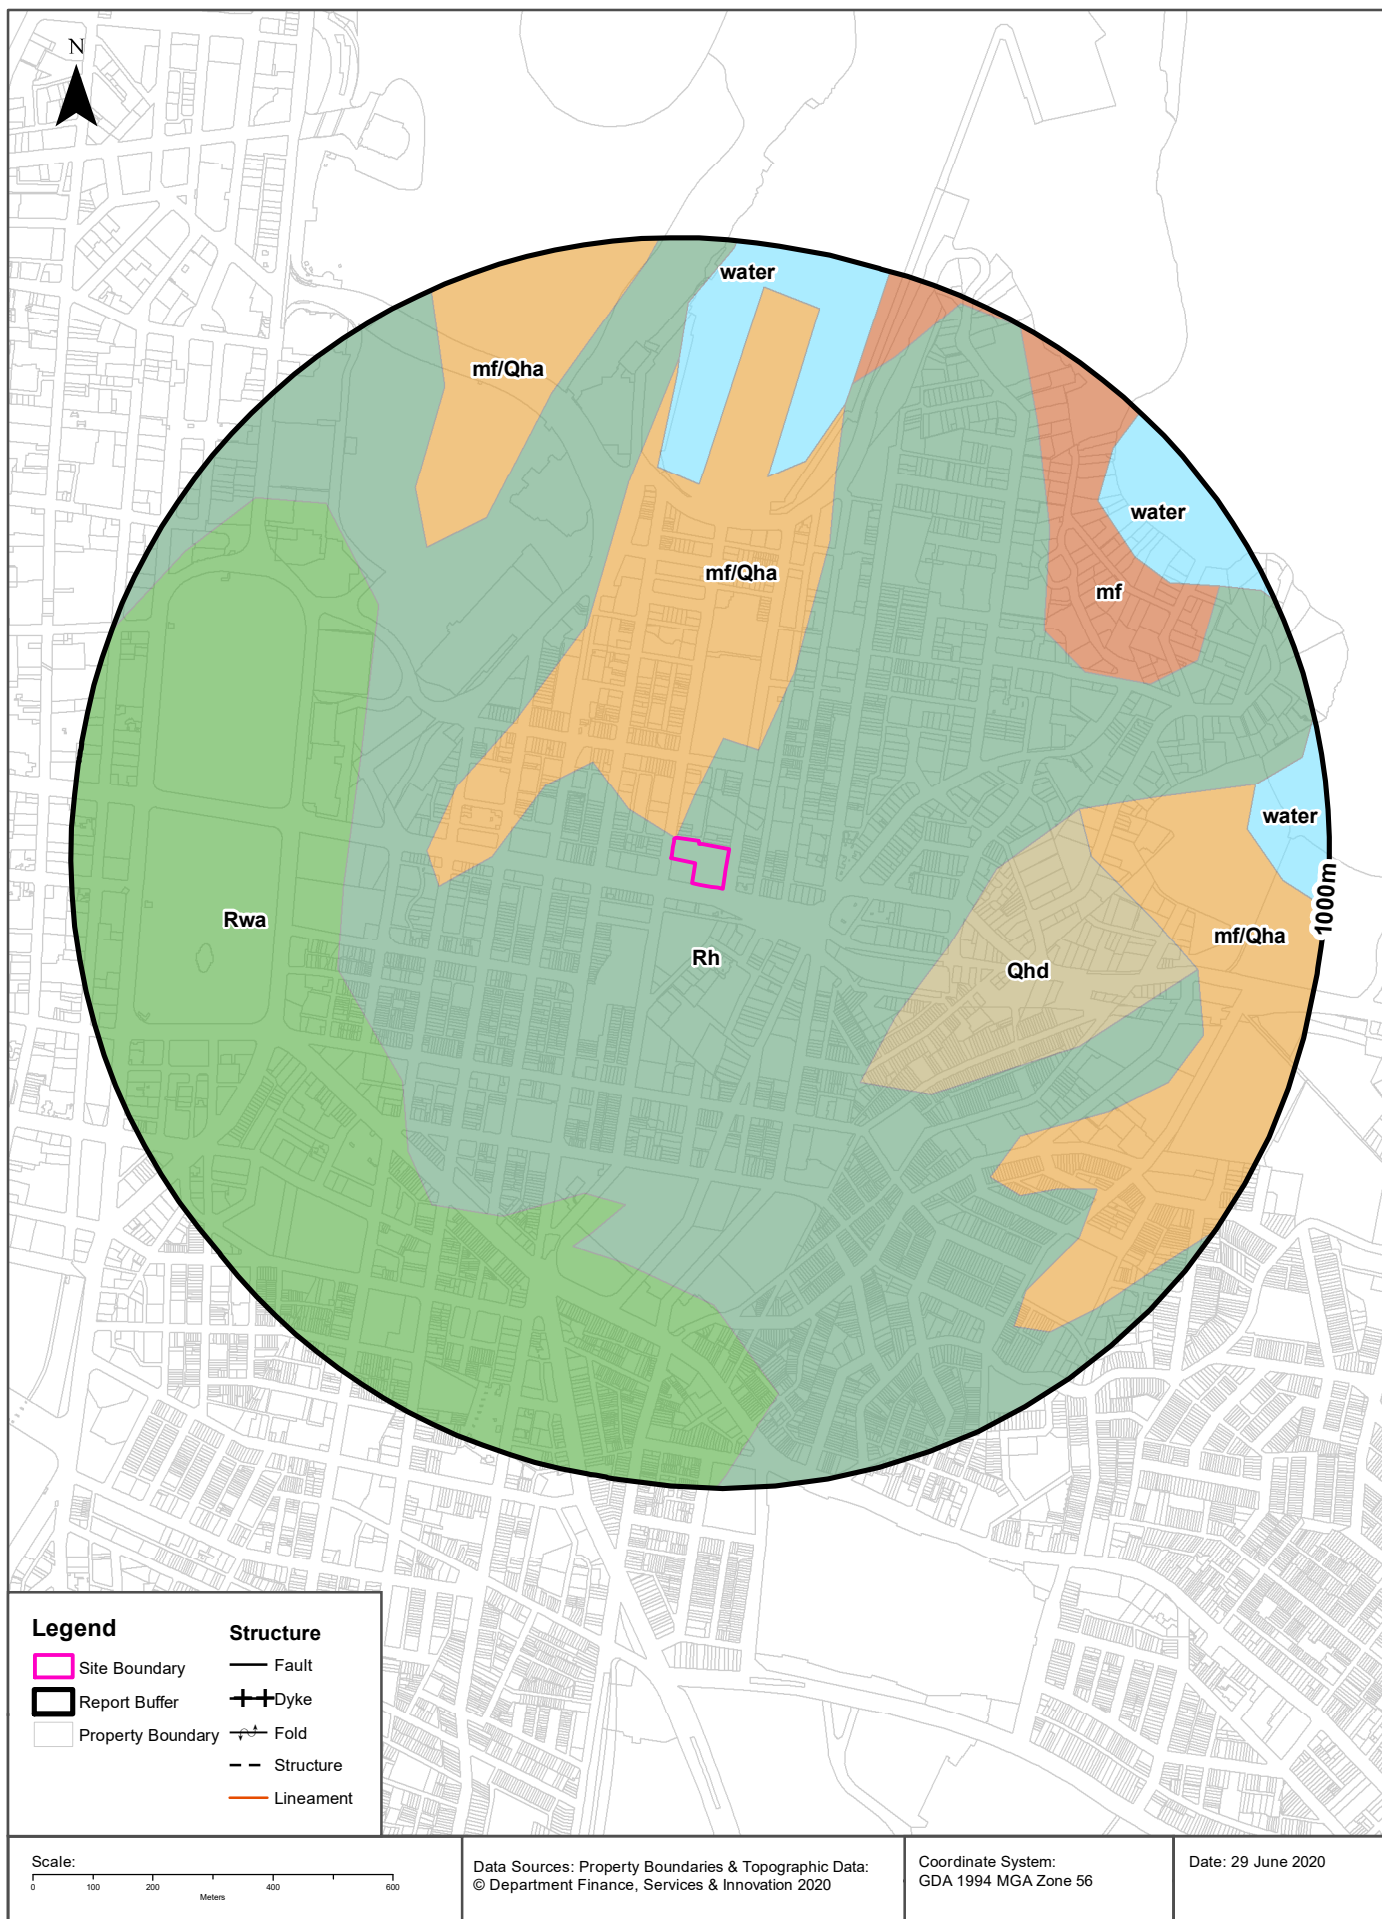 N
water
mf/Qha
water
mf/Qha
mf
water
1000m
Rwa
mf/Qha
Rh
Qhd
Legend
Site Boundary
Report Buffer
Property Boundary
Structure
Fault
Dyke
Fold
Structure
Lineament
Scale:
0 100 200 400 600
Meters
Data Sources: Property Boundaries & Topographic Data:
© Department Finance, Services & Innovation 2020
Coordinate System:
GDA 1994 MGA Zone 56
Date: 29 June 2020